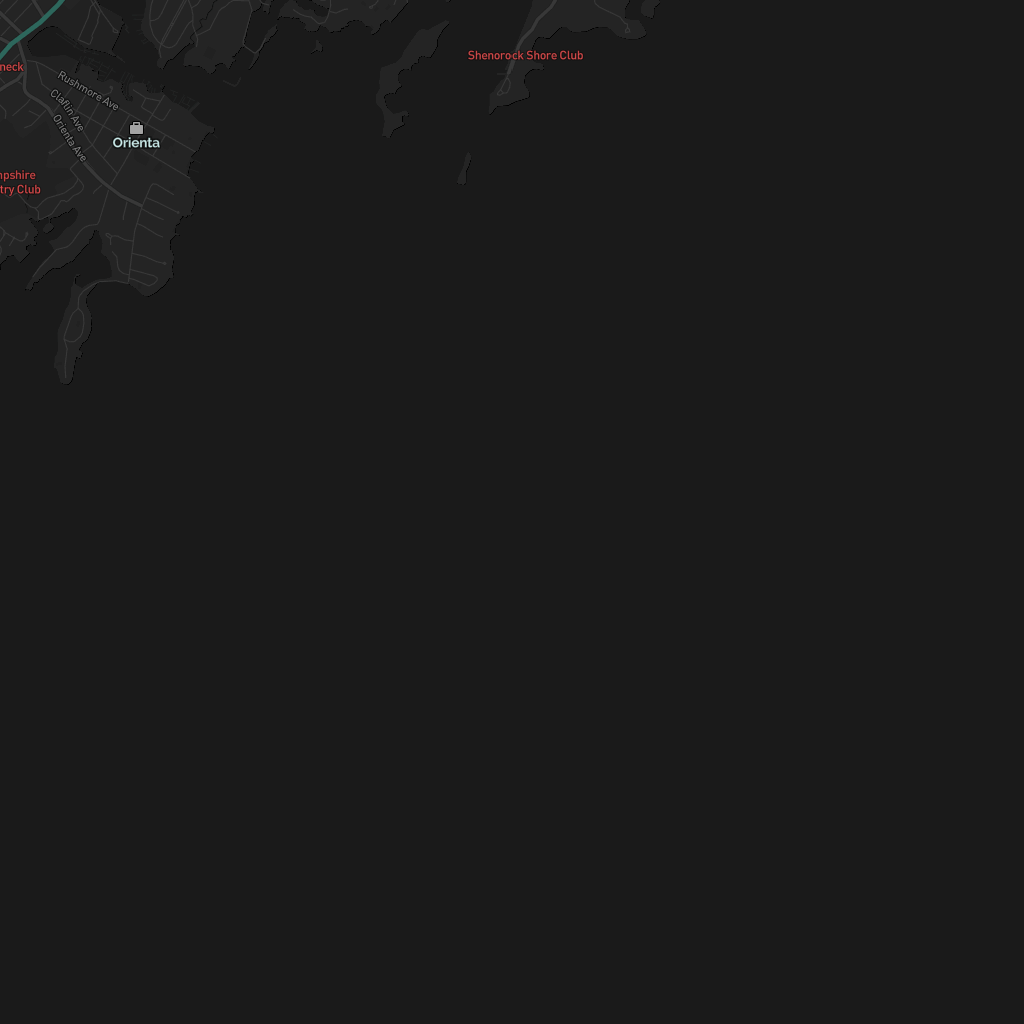 Shenorock Shore Club
neck
Rushmore Ave
Claflin Ave
Orienta Ave
Orienta
mpshire
try Club